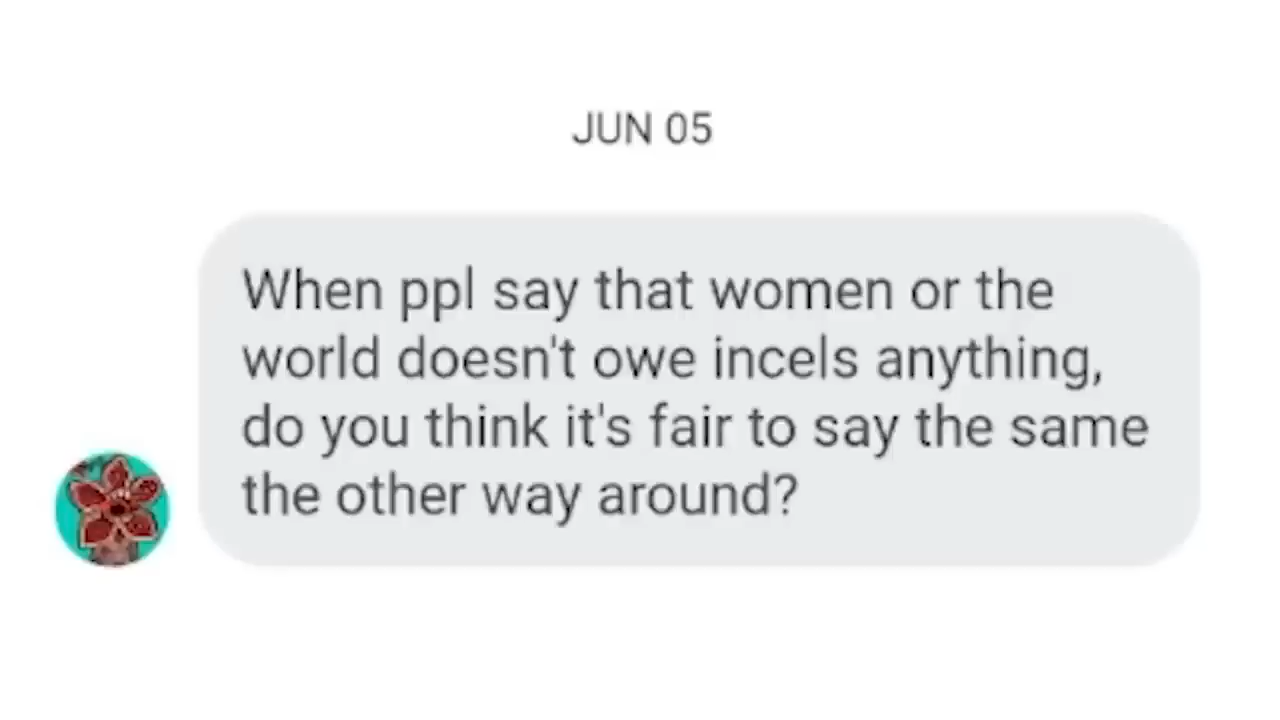 JUN 05
When ppl say that women or the
world doesn't owe incels anything,
do you think it's fair to say the same
the other way around?